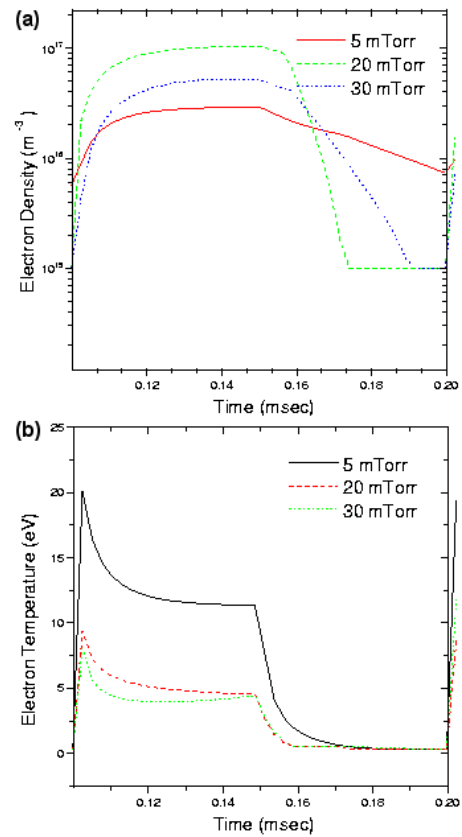 (a)
5 mTorr
20 mTorr
30 mTorr
10¹⁷
10¹⁶
10¹⁵
Electron Density (m⁻³)
0.12
0.14
0.16
0.18
0.20
Time (msec)
(b)
5 mTorr
20 mTorr
30 mTorr
25
20
15
10
5
0
Electron Temperature (eV)
0.12
0.14
0.16
0.18
0.20
Time (msec)